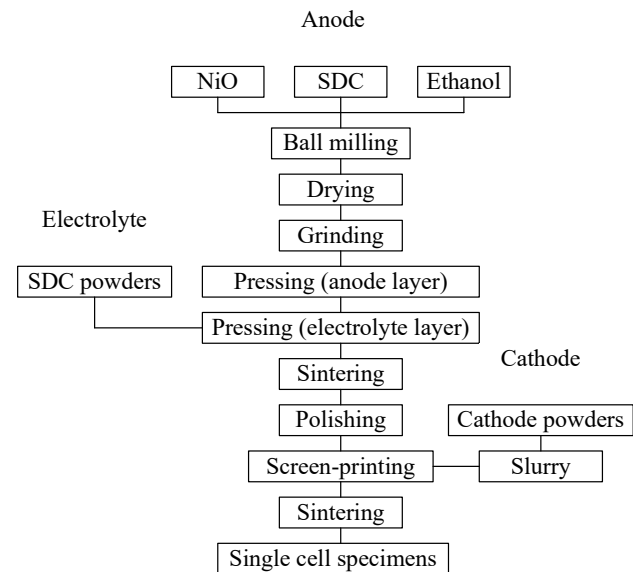 Anode
NiO
SDC
Ethanol
Ball milling
Drying
Electrolyte
Grinding
SDC powders
Pressing (anode layer)
Pressing (electrolyte layer)
Cathode
Sintering
Polishing
Cathode powders
Screen-printing
Slurry
Sintering
Single cell specimens